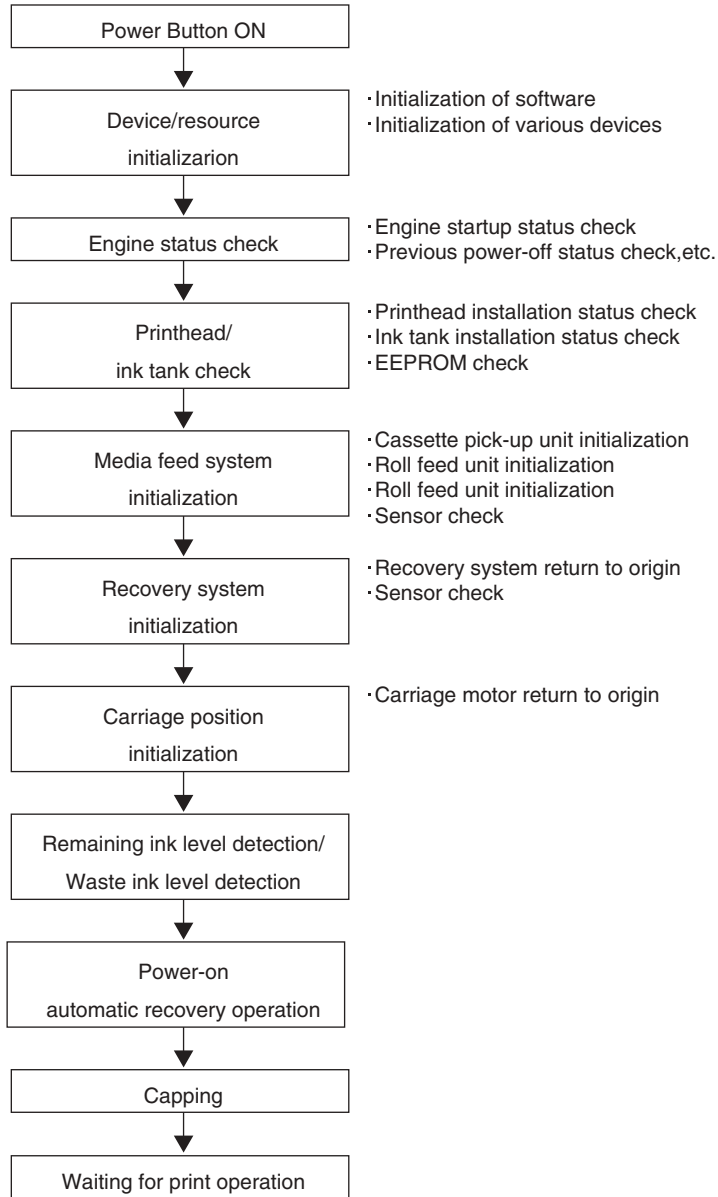 Power Button ON
Device/resource
initializarion
·Initialization of software
·Initialization of various devices
Engine status check
·Engine startup status check
·Previous power-off status check,etc.
Printhead/
ink tank check
·Printhead installation status check
·Ink tank installation status check
·EEPROM check
Media feed system
initialization
·Cassette pick-up unit initialization
·Roll feed unit initialization
·Roll feed unit initialization
·Sensor check
Recovery system
initialization
·Recovery system return to origin
·Sensor check
Carriage position
initialization
·Carriage motor return to origin
Remaining ink level detection/
Waste ink level detection
Power-on
automatic recovery operation
Capping
Waiting for print operation